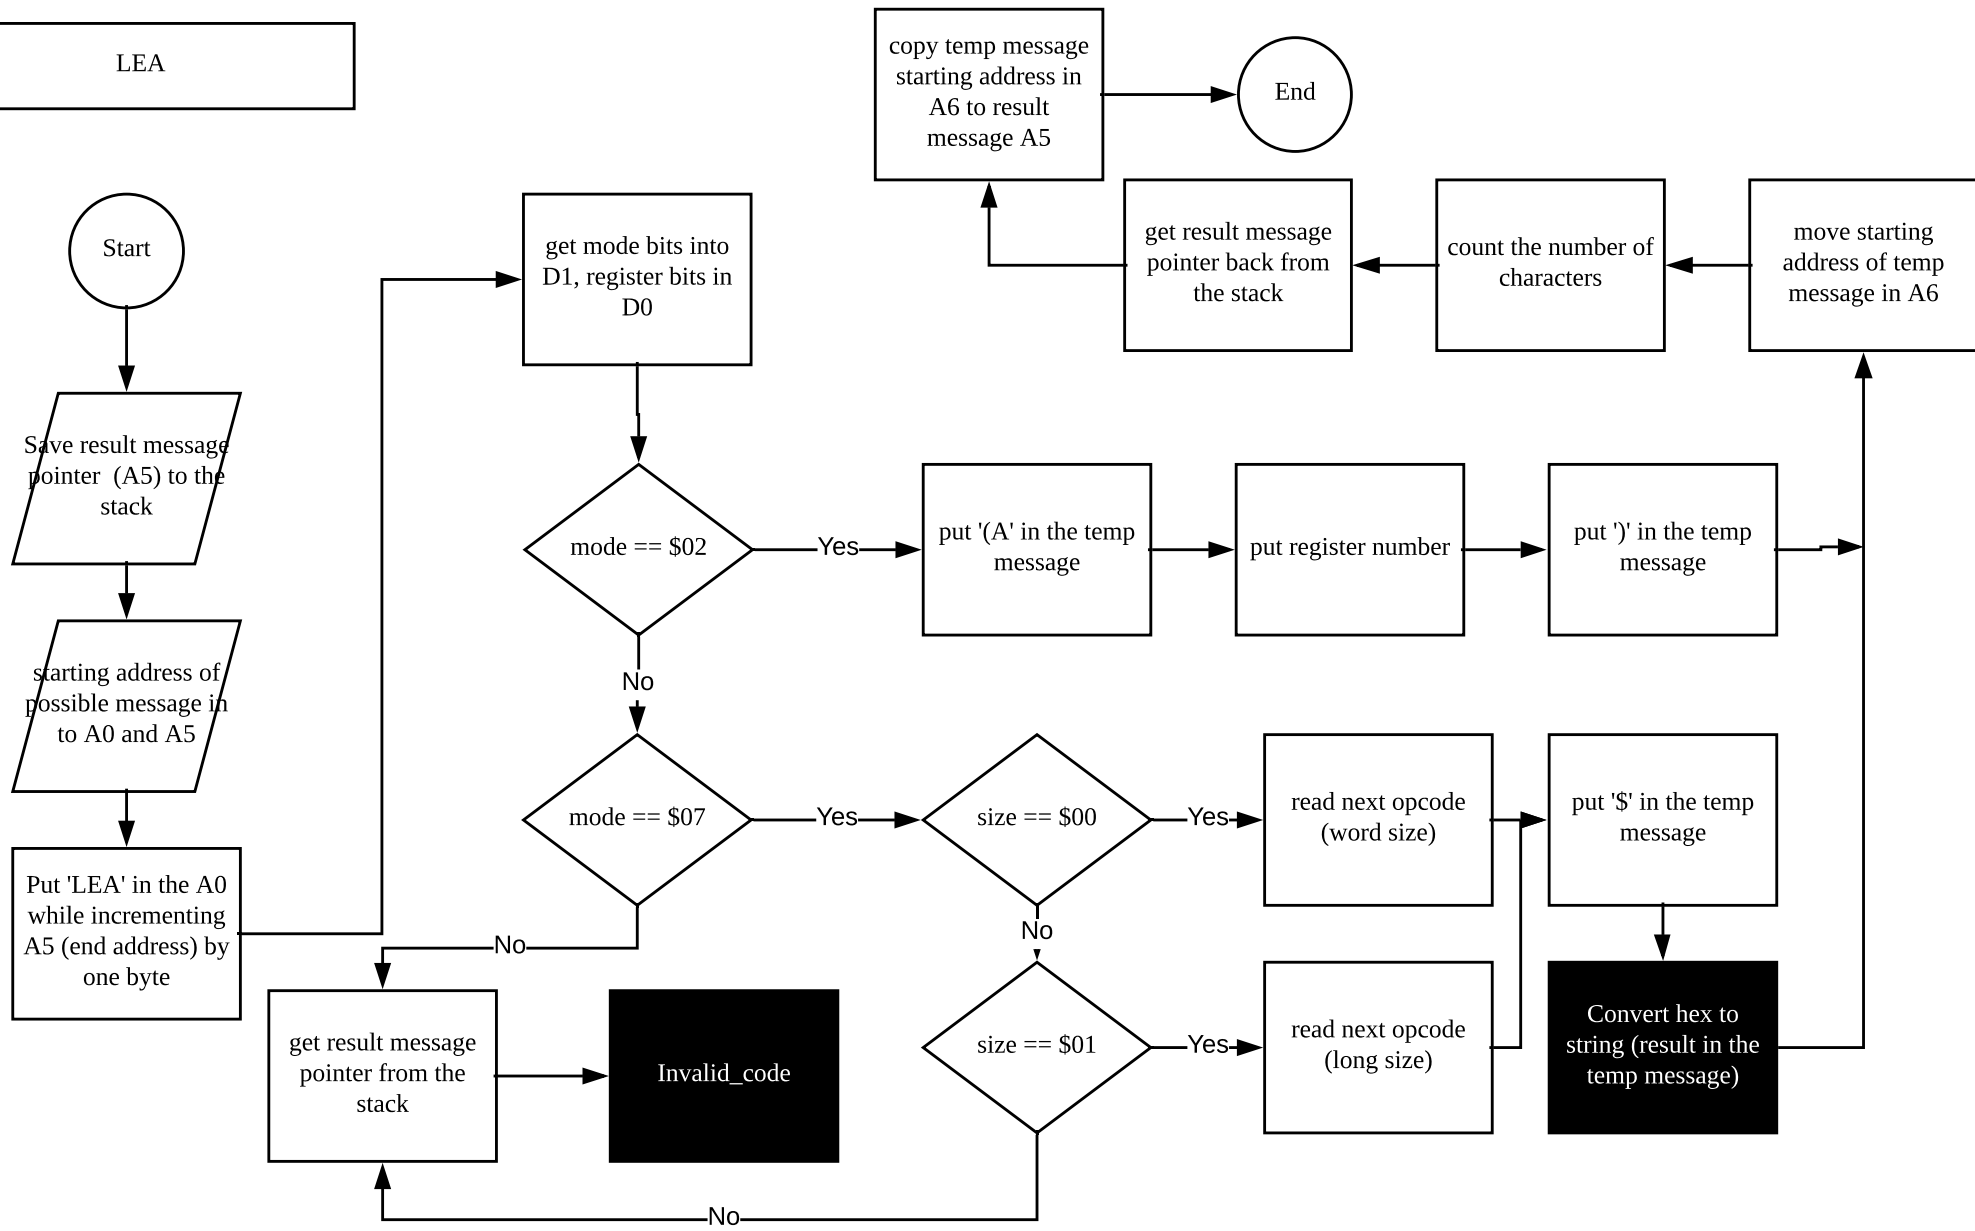 LEA
Start
Save result message
pointer  (A5) to the
stack
starting address of
possible message in
to A0 and A5
Put 'LEA' in the A0
while incrementing
A5 (end address) by
one byte
get mode bits into
D1, register bits in
D0
mode == $02
Yes
put '(A' in the temp
message
put register number
put ')' in the temp
message
No
mode == $07
Yes
size == $00
Yes
read next opcode
(word size)
put '$' in the temp
message
No
size == $01
Yes
read next opcode
(long size)
Convert hex to
string (result in the
temp message)
No
get result message
pointer from the
stack
Invalid_code
No
move starting
address of temp
message in A6
count the number of
characters
get result message
pointer back from
the stack
copy temp message
starting address in
A6 to result
message A5
End